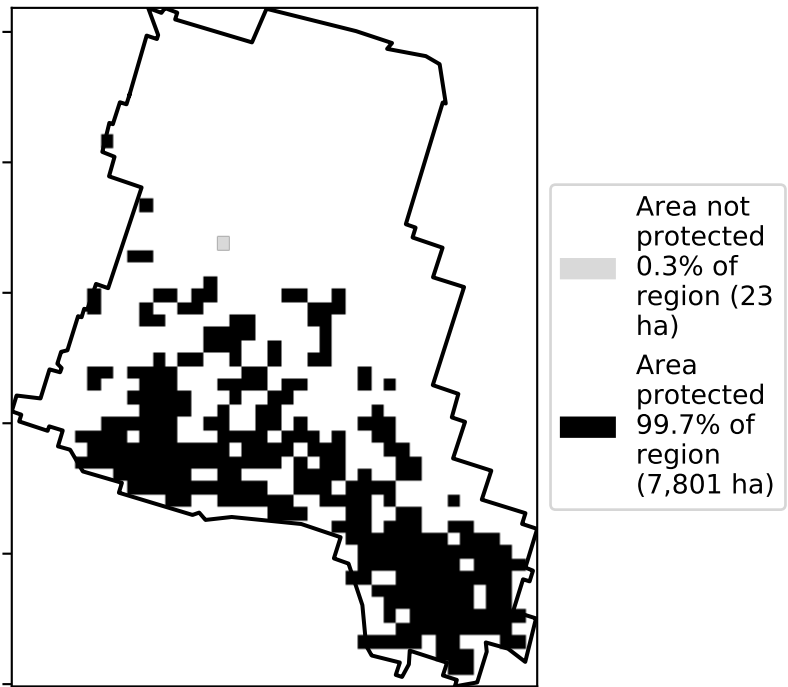 Area not
protected
0.3% of
region (23
ha)
Area
protected
99.7% of
region
(7,801 ha)